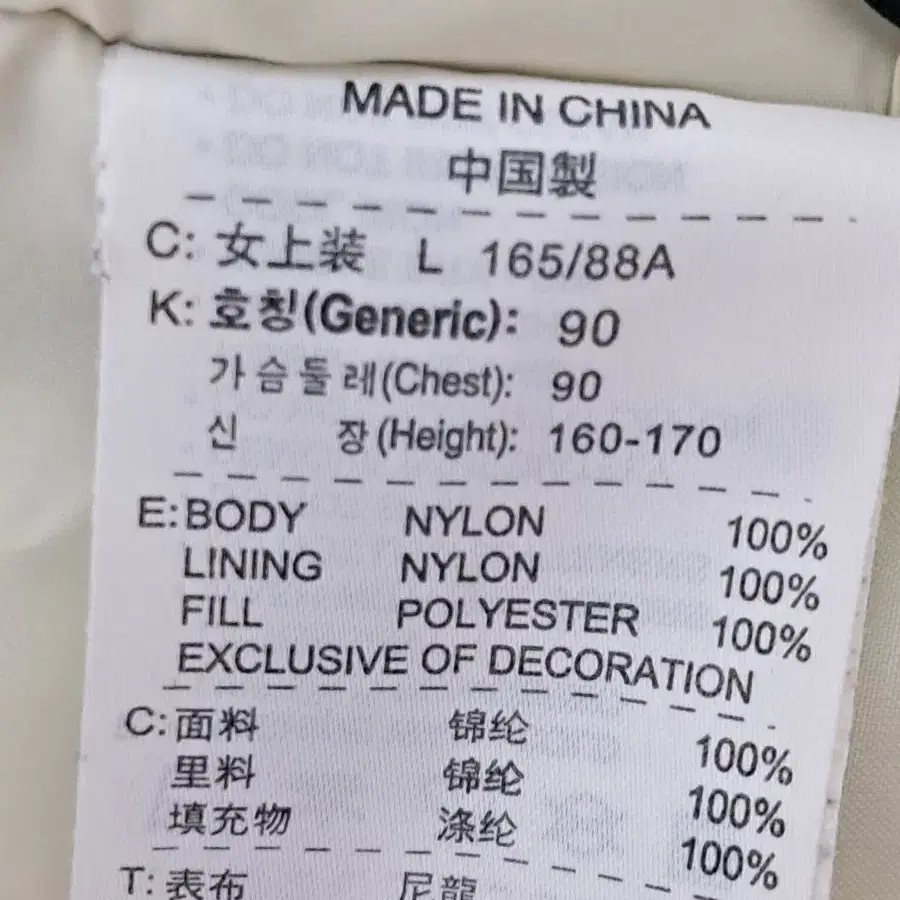 MADE IN CHINA
中国製
C: 女上装 L 165/88A
K: 호칭(Generic): 90
가슴둘레(Chest): 90
신 장(Height): 160-170
E: BODY NYLON 100%
LINING NYLON 100%
FILL POLYESTER 100%
EXCLUSIVE OF DECORATION
C: 面料 锦纶 100%
里料 锦纶 100%
填充物 涤纶 100%
T: 表布 尼龍